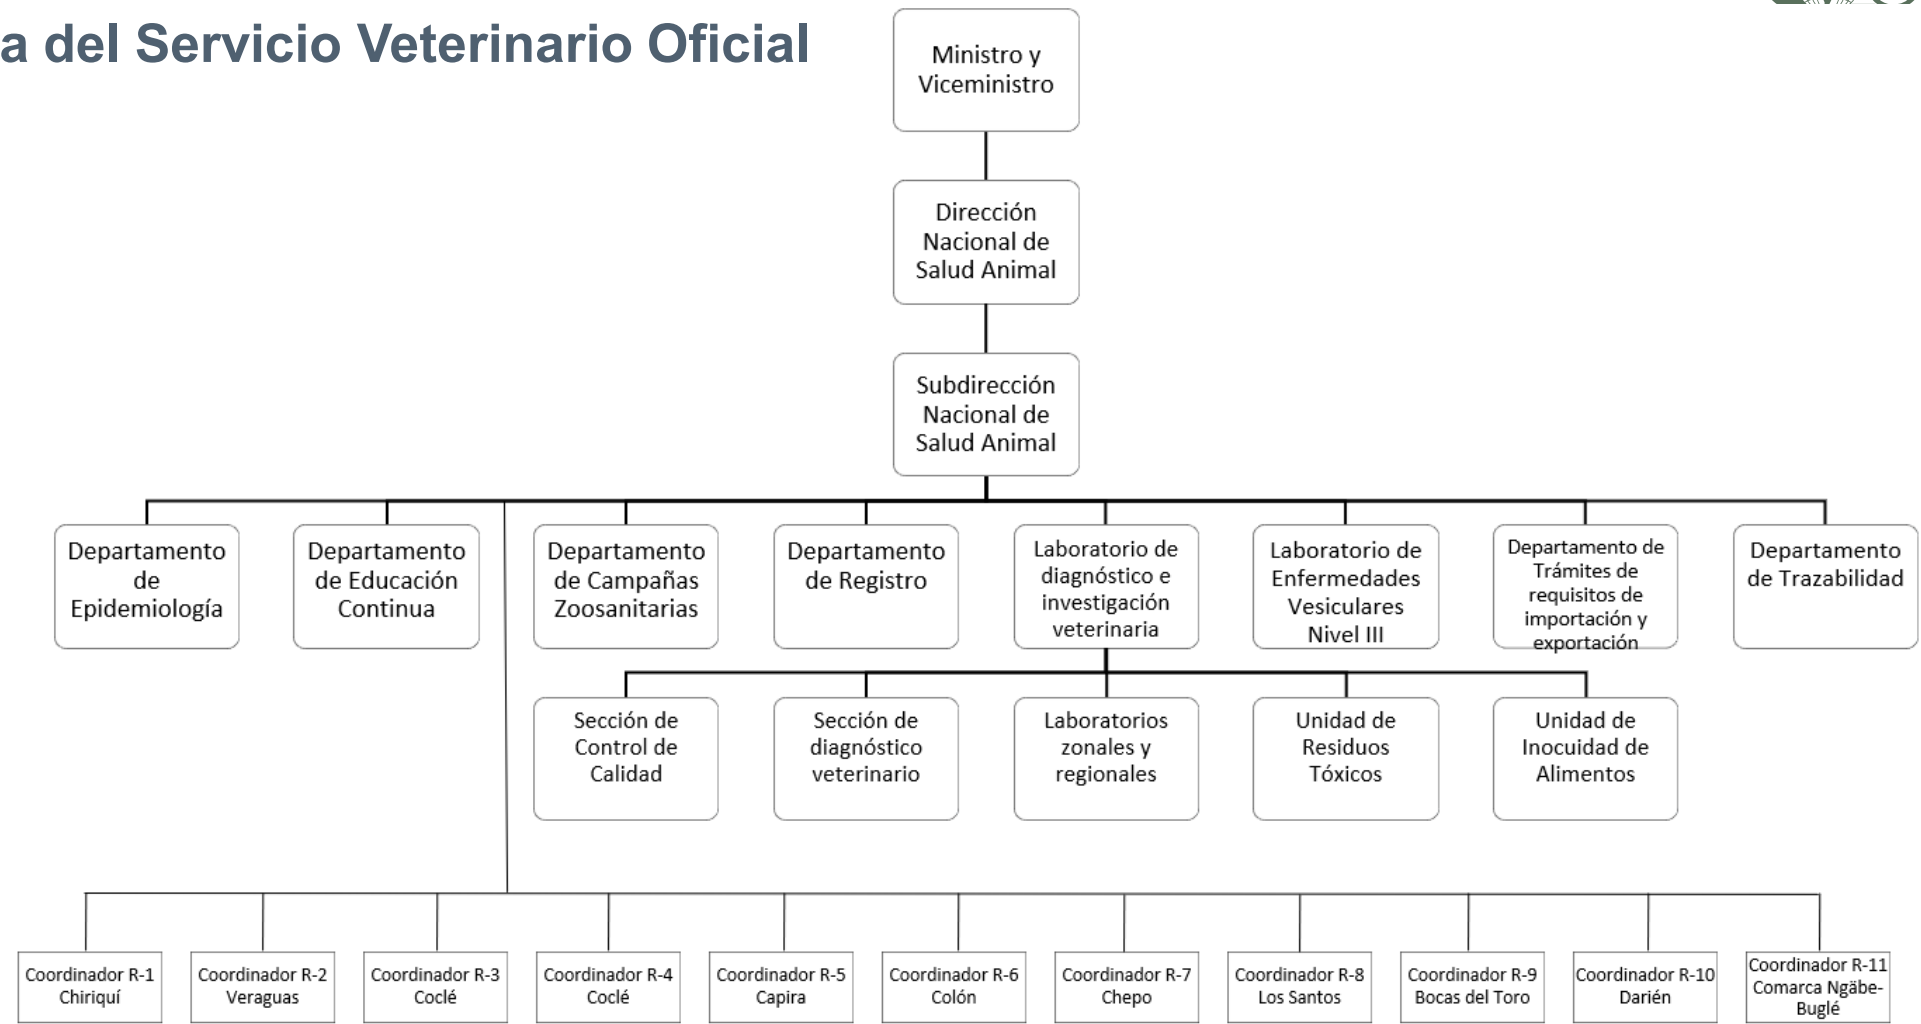 a del Servicio Veterinario Oficial
Ministro y
Viceministro
Dirección
Nacional de
Salud Animal
Subdirección
Nacional de
Salud Animal
Departamento
de
Epidemiología
Departamento
de Educación
Continua
Departamento
de Campañas
Zoosanitarias
Departamento
de Registro
Laboratorio de
diagnóstico e
investigación
veterinaria
Laboratorio de
Enfermedades
Vesiculares
Nivel III
Departamento de
Trámites de
requisitos de
importación y
exportación
Departamento
de Trazabilidad
Sección de
Control de
Calidad
Sección de
diagnóstico
veterinario
Laboratorios
zonales y
regionales
Unidad de
Residuos
Tóxicos
Unidad de
Inocuidad de
Alimentos
Coordinador R-1
Chiriquí
Coordinador R-2
Veraguas
Coordinador R-3
Coclé
Coordinador R-4
Coclé
Coordinador R-5
Capira
Coordinador R-6
Colón
Coordinador R-7
Chepo
Coordinador R-8
Los Santos
Coordinador R-9
Bocas del Toro
Coordinador R-10
Darién
Coordinador R-11
Comarca Ngäbe-
Buglé